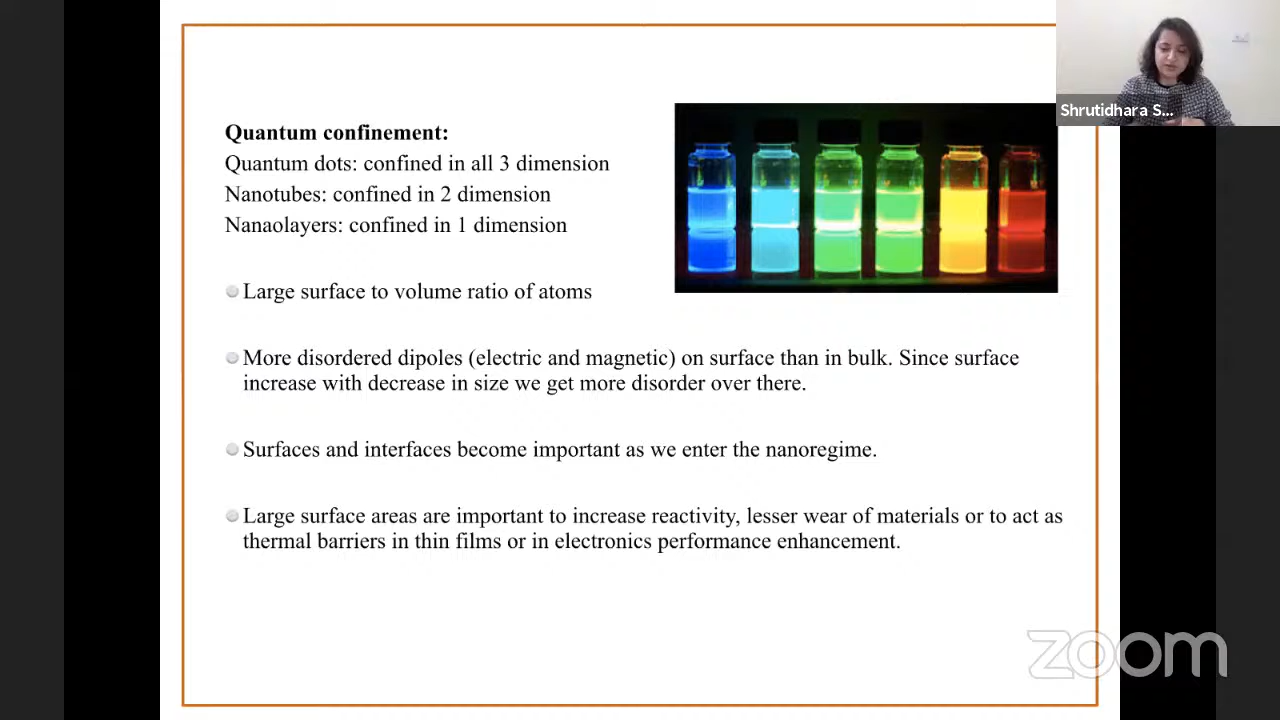 Quantum confinement:
Quantum dots: confined in all 3 dimension
Nanotubes: confined in 2 dimension
Nanaolayers: confined in 1 dimension
Large surface to volume ratio of atoms
More disordered dipoles (electric and magnetic) on surface than in bulk. Since surface
increase with decrease in size we get more disorder over there.
Surfaces and interfaces become important as we enter the nanoregime.
Large surface areas are important to increase reactivity, lesser wear of materials or to act as
thermal barriers in thin films or in electronics performance enhancement.
Shrutidhara S...
zoom